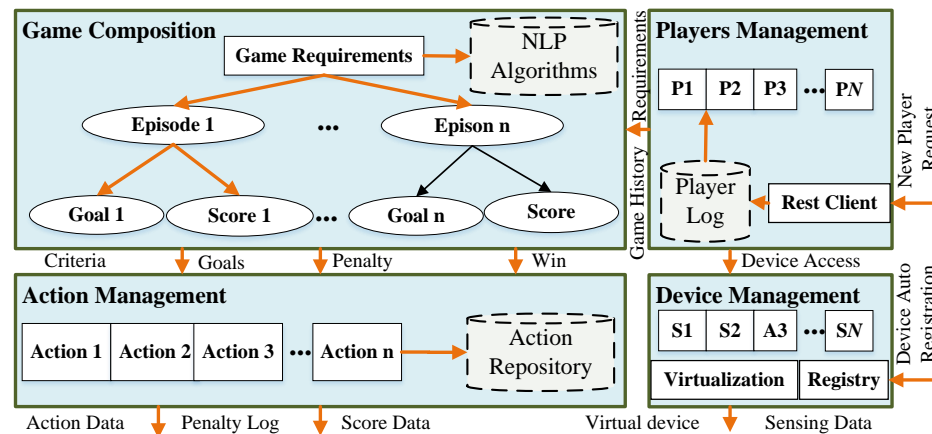 Game Composition
Game Requirements
NLP
Algorithms
Episode 1
...
Epison n
Goal 1
Score 1
...
Goal n
Score
Requirements
Game History
Players Management
P1
P2
P3
...
PN
Player
Log
Rest Client
New Player
Request
Criteria
Goals
Penalty
Win
Device Access
Action Management
Action 1
Action 2
Action 3
...
Action n
Action
Repository
Device Management
S1
S2
A3
...
SN
Virtualization
Registry
Device Auto
Registration
Action Data
Penalty Log
Score Data
Virtual device
Sensing Data